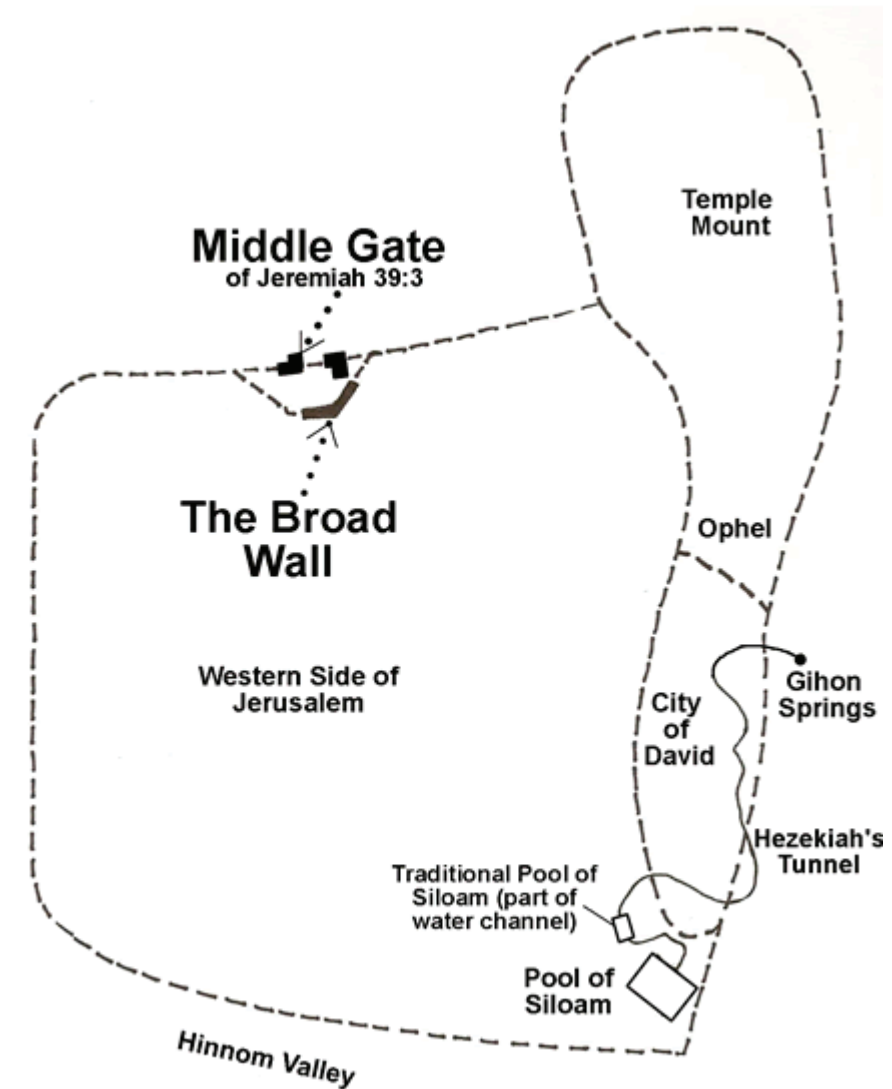 Temple
Mount
Middle Gate
of Jeremiah 39:3
The Broad
Wall
Ophel
Western Side of
Jerusalem
Gihon
Springs
City
of
David
Hezekiah's
Tunnel
Traditional Pool of
Siloam (part of
water channel)
Pool of
Siloam
Hinnom Valley